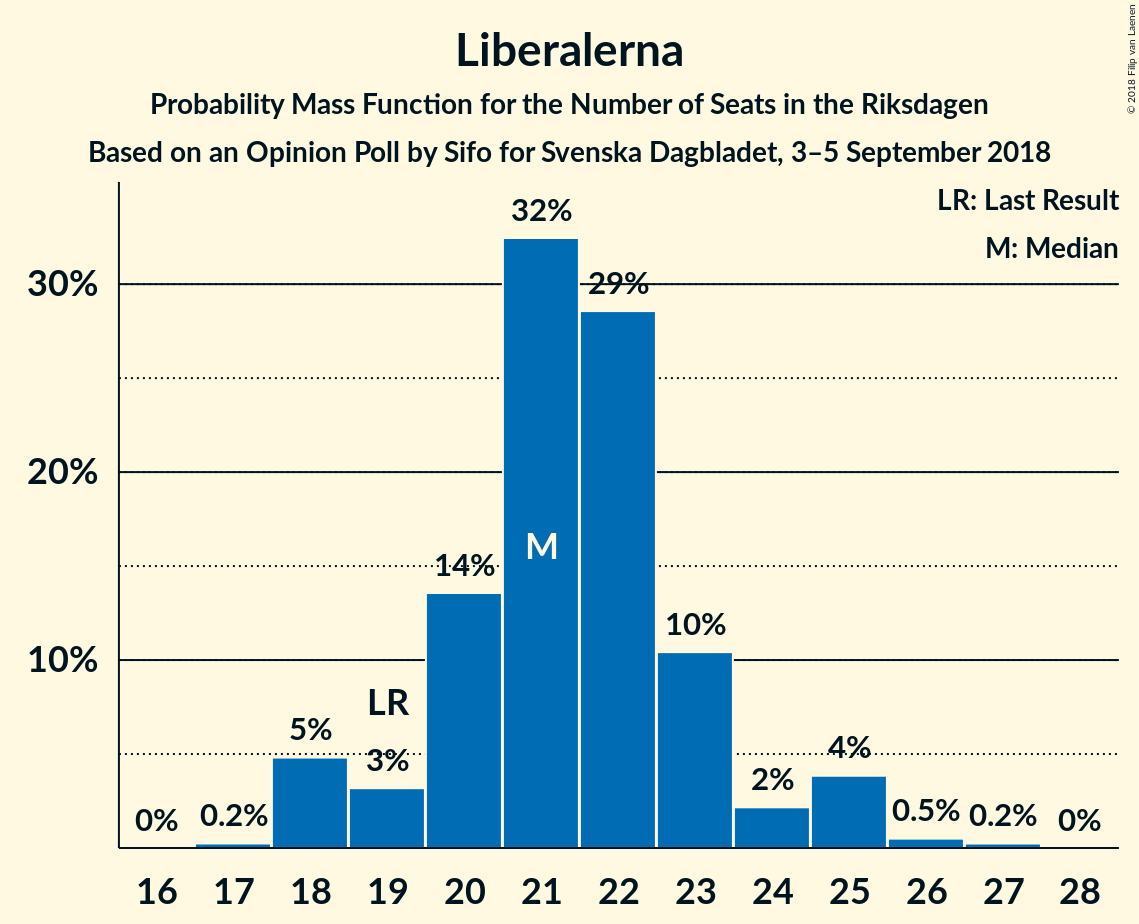 Liberalerna
Probability Mass Function for the Number of Seats in the Riksdagen
Based on an Opinion Poll by Sifo for Svenska Dagbladet, 3–5 September 2018
© 2018 Filip van Laenen
LR: Last Result
M: Median
30%
20%
10%
0%
0.2%
5%
LR
3%
14%
32%
M
29%
10%
2%
4%
0.5%
0.2%
0%
16 17 18 19 20 21 22 23 24 25 26 27 28